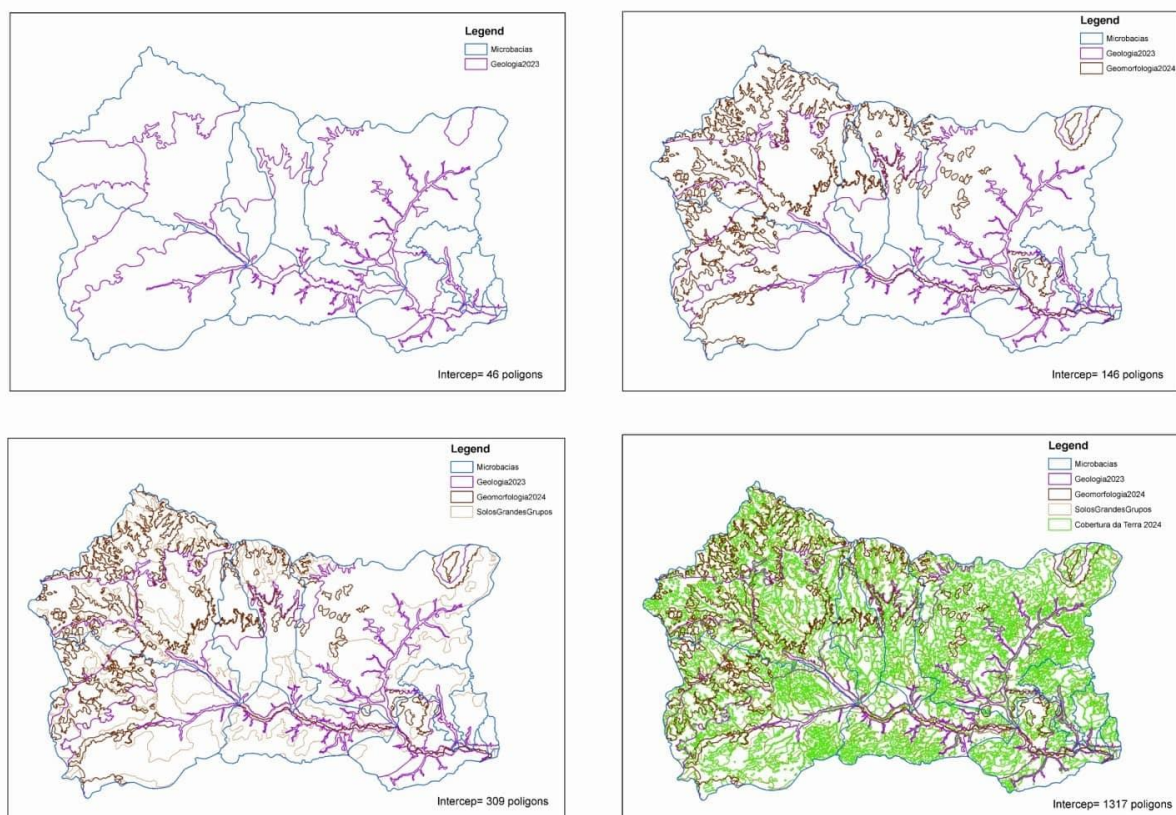 Legend
Microbacias
Geologia2023
Intercep= 46 poligons
Legend
Microbacias
Geologia2023
Geomorfologia2024
Intercep= 146 poligons
Legend
Microbacias
Geologia2023
Geomorfologia2024
SolosGrandesGrupos
Intercep= 309 poligons
Legend
Microbacias
Geologia2023
Geomorfologia2024
SolosGrandesGrupos
Cobertura da Terra 2024
Intercep= 1317 poligons